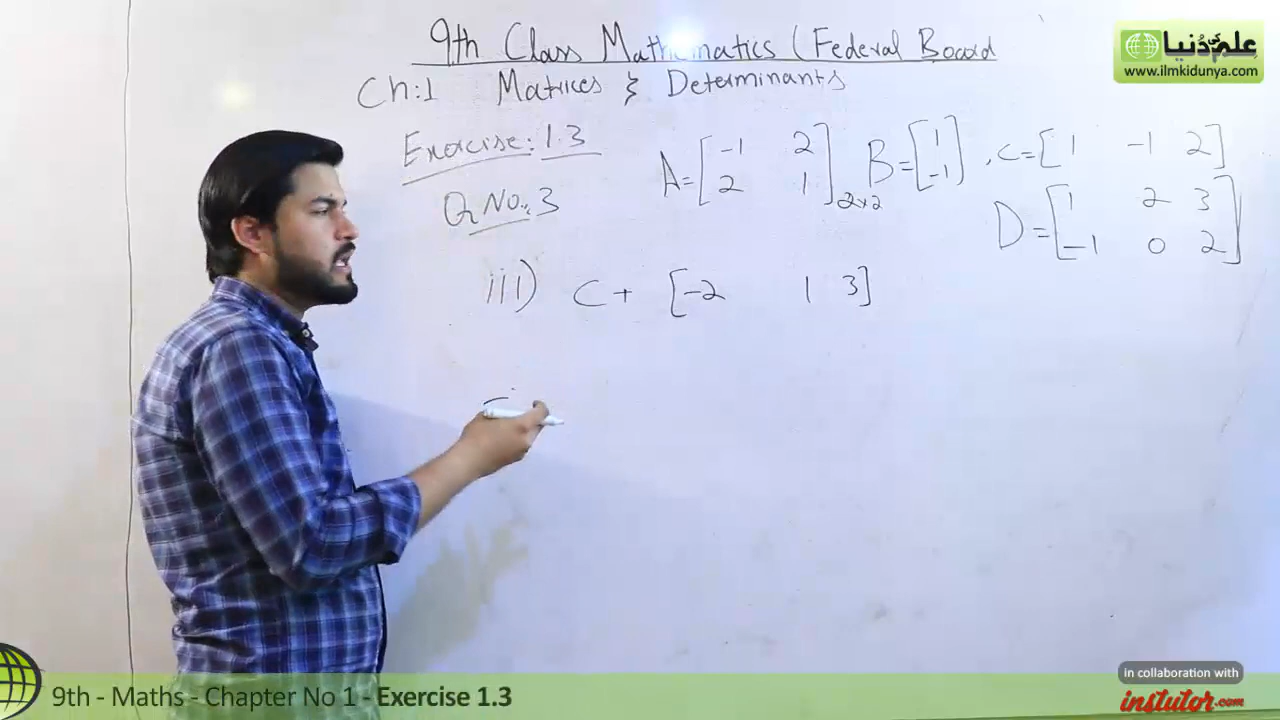 9th Class Mathematics (Federal Board
Ch:1 Matrices & Determinants
Exercise: 1.3
Q No: 3
A = [ -1 2
2 1 ] 2x2
B = [ 1
-1 ]
, C = [ 1 -1 2 ]
D = [ 1 2 3
-1 0 2 ]
iii) C + [ -2 1 3 ]
علم کی دُنیا
www.ilmkidunya.com
9th - Maths - Chapter No 1 - Exercise 1.3
In collaboration with
instutor.com